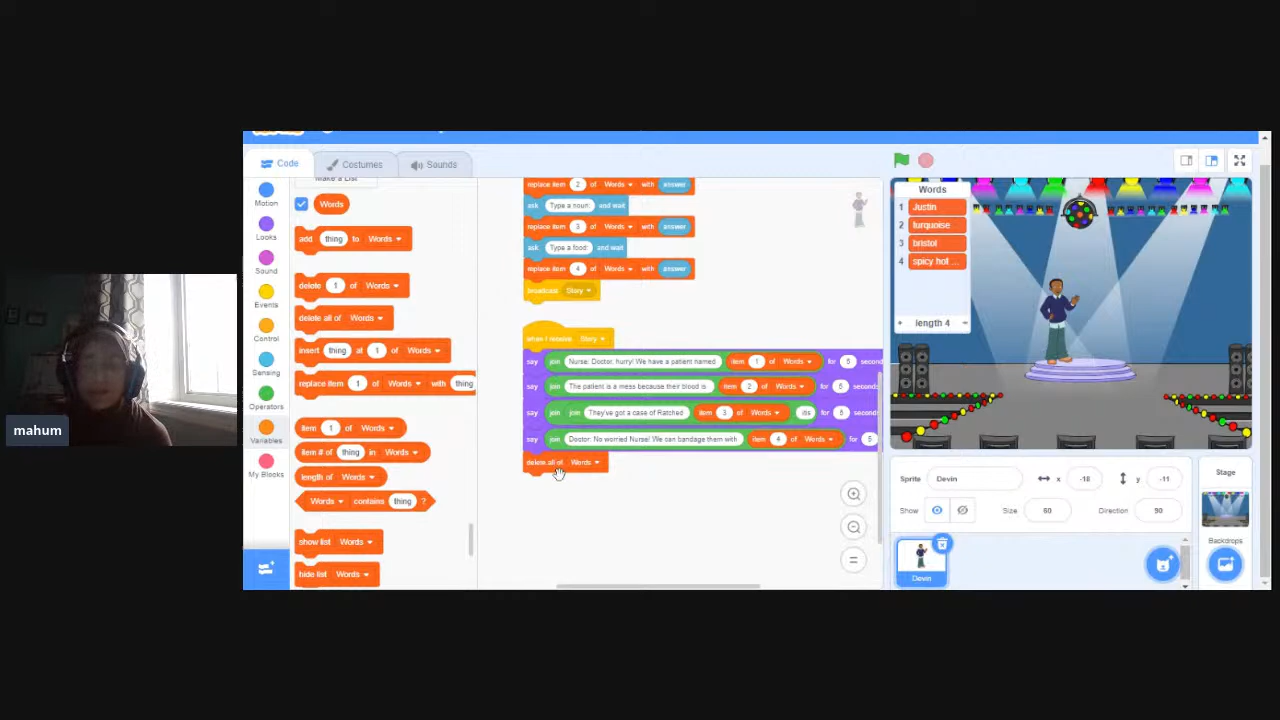 Code
Costumes
Sounds
Make a List
Motion
Looks
Sound
Events
Control
Sensing
Operators
Variables
My Blocks
Words
add thing to Words
delete 1 of Words
delete all of Words
insert thing at 1 of Words
replace item 1 of Words with thing
item 1 of Words
item # of thing in Words
length of Words
Words contains thing ?
show list Words
hide list Words
replace item 2 of Words with answer
ask Type a noun: and wait
replace item 3 of Words with answer
ask Type a food: and wait
replace item 4 of Words with answer
broadcast Story
when I receive Story
say join Nurse: Doctor, hurry! We have a patient named item 1 of Words for 5 seconds
say join The patient is a mess because their blood is item 2 of Words for 5 seconds
say join join They've got a case of Ratched item 3 of Words for 5 seconds
say join Doctor: No worried Nurse! We can bandage them with item 4 of Words for 5
delete all of Words
Words
1 Justin
2 turquoise
3 bristol
4 spicy hot ...
+ length 4 =
Sprite Devin x -18 y -11
Show Size 60 Direction 90
Devin
Stage
Backdrops
mahum